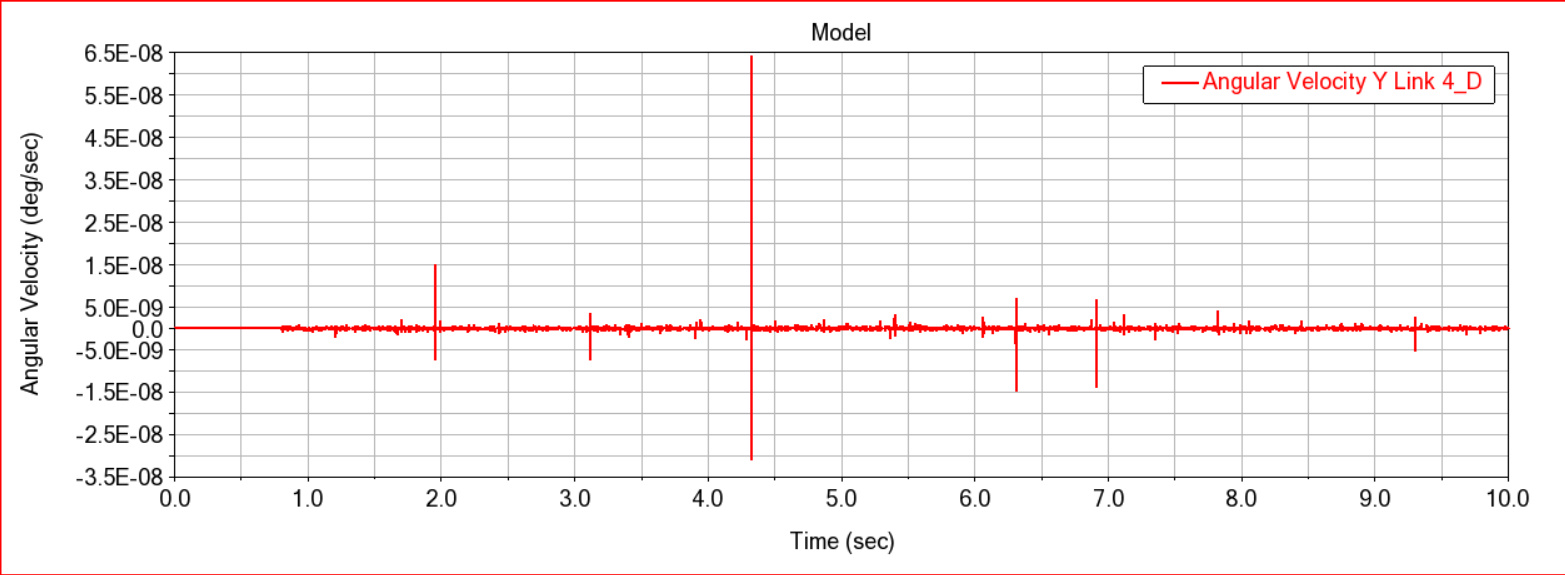 Model
Angular Velocity Y Link 4_D
Angular Velocity (deg/sec)
6.5E-08
5.5E-08
4.5E-08
3.5E-08
2.5E-08
1.5E-08
5.0E-09
0.0
-5.0E-09
-1.5E-08
-2.5E-08
-3.5E-08
0.0 1.0 2.0 3.0 4.0 5.0 6.0 7.0 8.0 9.0 10.0
Time (sec)